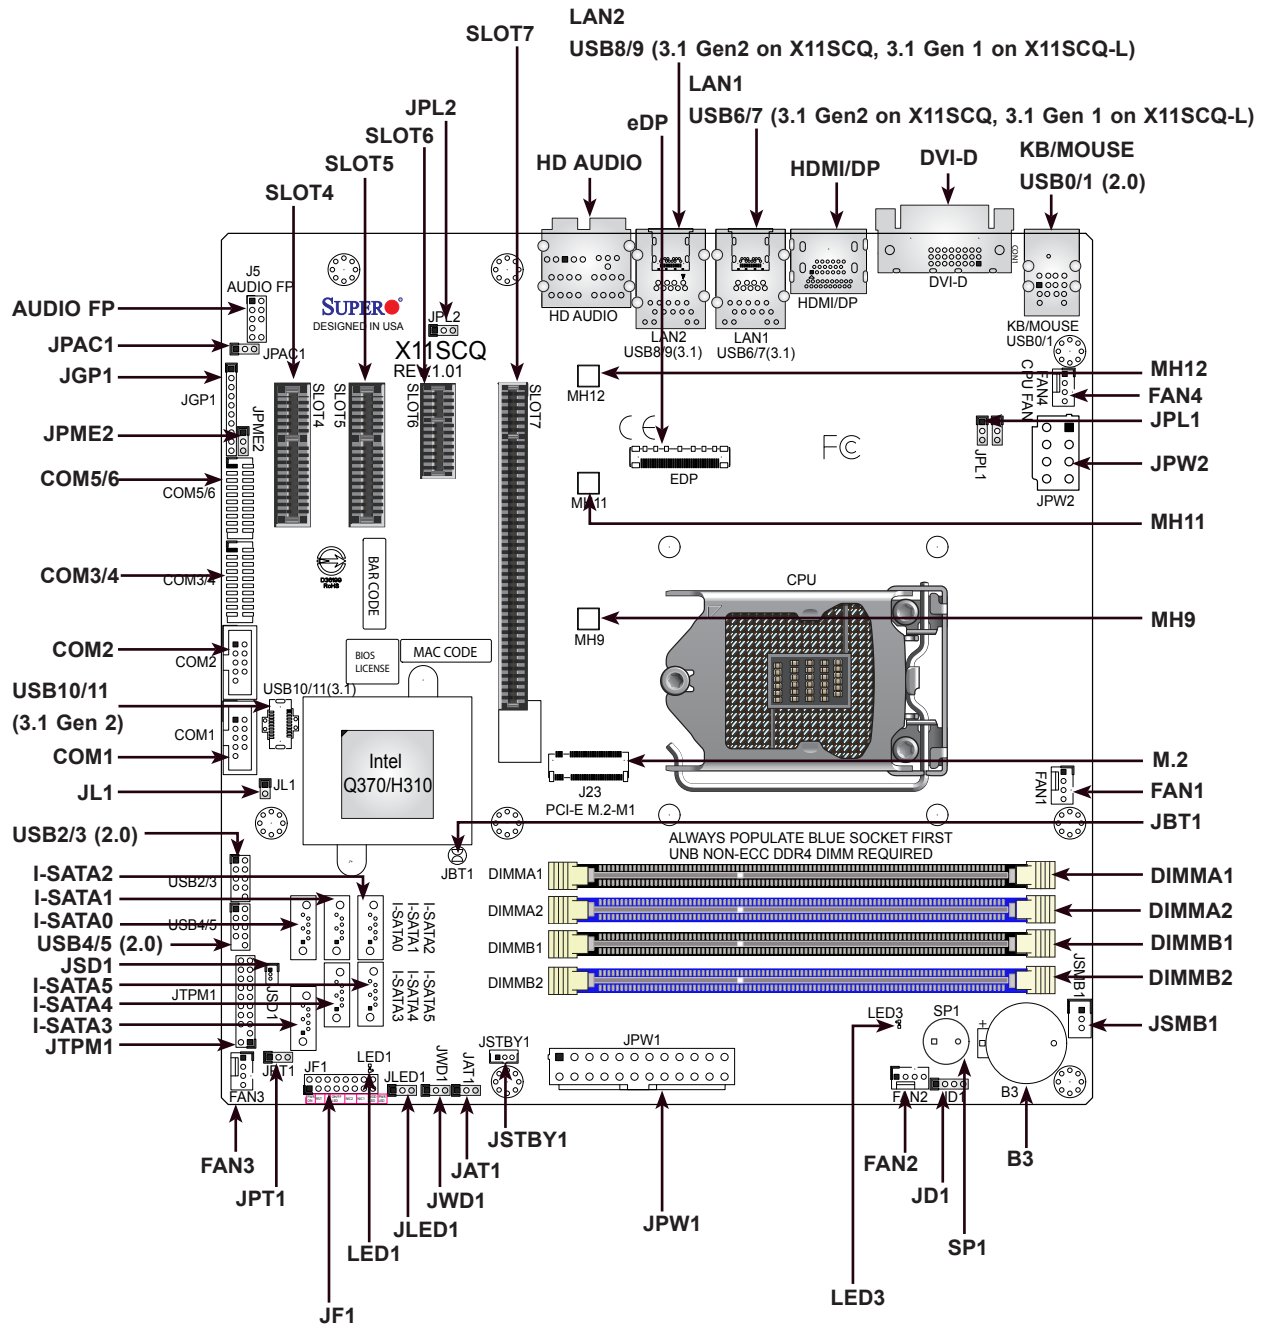 LAN2
USB8/9 (3.1 Gen2 on X11SCQ, 3.1 Gen 1 on X11SCQ-L)
SLOT7
LAN1
USB6/7 (3.1 Gen2 on X11SCQ, 3.1 Gen 1 on X11SCQ-L)
JPL2
eDP
SLOT6
SLOT5
SLOT4
HD AUDIO
HDMI/DP
DVI-D
KB/MOUSE
USB0/1 (2.0)
J5
AUDIO FP
SUPER
DESIGNED IN USA
JPL2
X11SCQ
HD AUDIO
LAN2
USB8/9(3.1)
LAN1
USB6/7(3.1)
HDMI/DP
CON1
DVI-D
KB/MOUSE
USB0/1
AUDIO FP
JPAC1
JPAC1
JGP1
JGP1
JPME2
JPME2
COM5/6
COM5/6
COM3/4
COM3/4
COM2
COM2
USB10/11
(3.1 Gen 2)
USB10/11(3.1)
COM1
COM1
JL1
JL1
SLOT4
SLOT5
SLOT6
SLOT7
MH12
MH12
FAN4
CPU FAN
FAN4
JPL1
JPL1
JPW2
JPW2
CE
FC
EDP
MH11
MH11
D36199
RoHS
BAR CODE
BIOS
LICENSE
MAC CODE
CPU
MH9
MH9
Intel
Q370/H310
M.2
J23
PCI-E M.2-M1
FAN1
FAN1
JBT1
JBT1
ALWAYS POPULATE BLUE SOCKET FIRST
UNB NON-ECC DDR4 DIMM REQUIRED
DIMMA1
DIMMA1
DIMMA2
DIMMA2
DIMMB1
DIMMB1
DIMMB2
DIMMB2
USB2/3 (2.0)
USB2/3
I-SATA2
I-SATA1
I-SATA0
USB4/5
USB4/5 (2.0)
I-SATA2
I-SATA1
I-SATA0
JSD1
JSD1
I-SATA5
I-SATA4
I-SATA3
I-SATA5
I-SATA4
I-SATA3
JTPM1
JTPM1
JPT1
FAN3
JF1
LED1
JLED1
JWD1
JAT1
JSTBY1
JPW1
LED3
SP1
JSMB1
JSMB1
+
B3
FAN2
JD1
FAN3
JPT1
JF1
LED1
JLED1
JWD1
JAT1
JSTBY1
JPW1
LED3
FAN2
JD1
SP1
B3